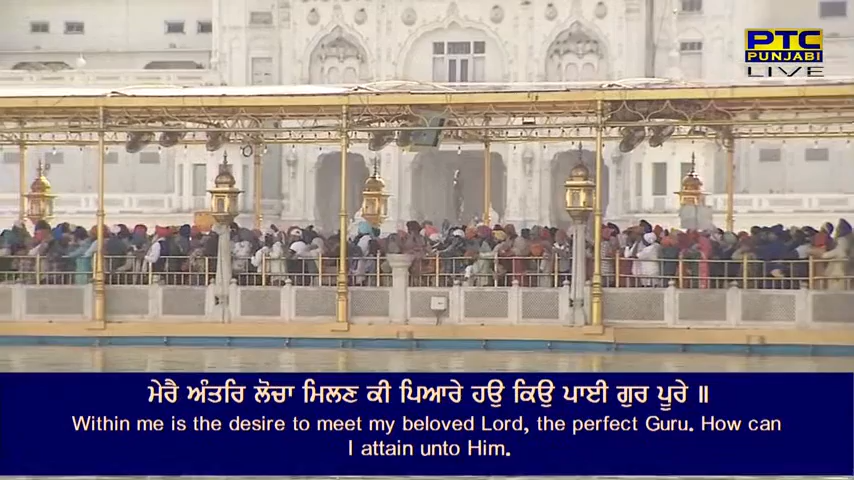 PTC
PUNJABI
LIVE
ਮੇਰੈ ਅੰਤਰਿ ਲੋਚਾ ਮਿਲਣ ਕੀ ਪਿਆਰੇ ਹਉ ਕਿਉ ਪਾਈ ਗੁਰ ਪੂਰੇ ॥
Within me is the desire to meet my beloved Lord, the perfect Guru. How can
I attain unto Him.